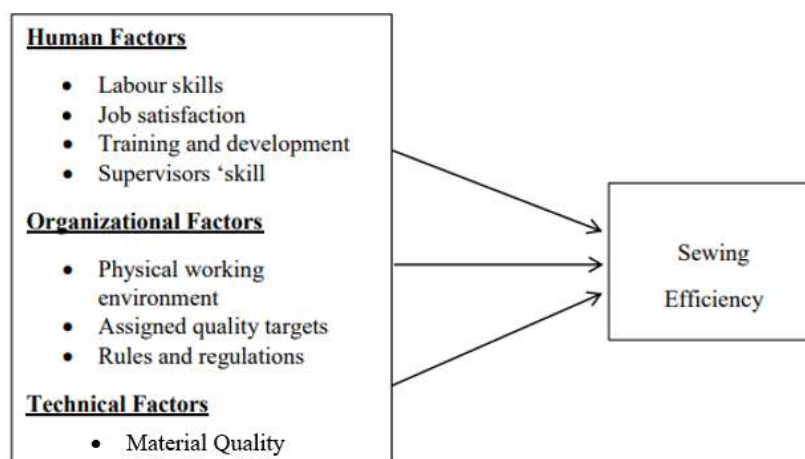 Human Factors
• Labour skills
• Job satisfaction
• Training and development
• Supervisors ‘skill
Organizational Factors
• Physical working
environment
• Assigned quality targets
• Rules and regulations
Technical Factors
• Material Quality
Sewing
Efficiency